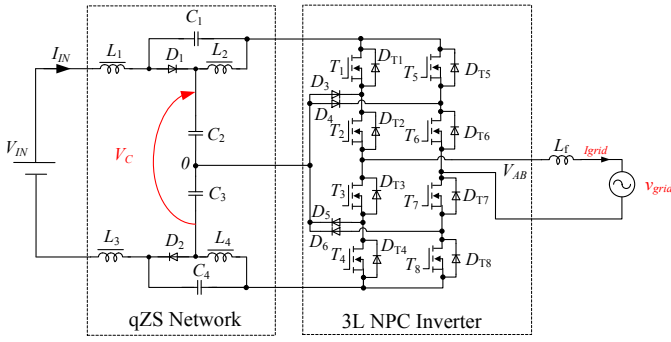 C1
IIN
L1
D1
L2
T1
DT1
T5
DT5
D3
D4
T2
DT2
T6
DT6
C2
VIN
VC
0
Lf
Igrid
VAB
vgrid
C3
T3
DT3
T7
DT7
D5
D6
L3
D2
L4
C4
T4
DT4
T8
DT8
qZS Network
3L NPC Inverter